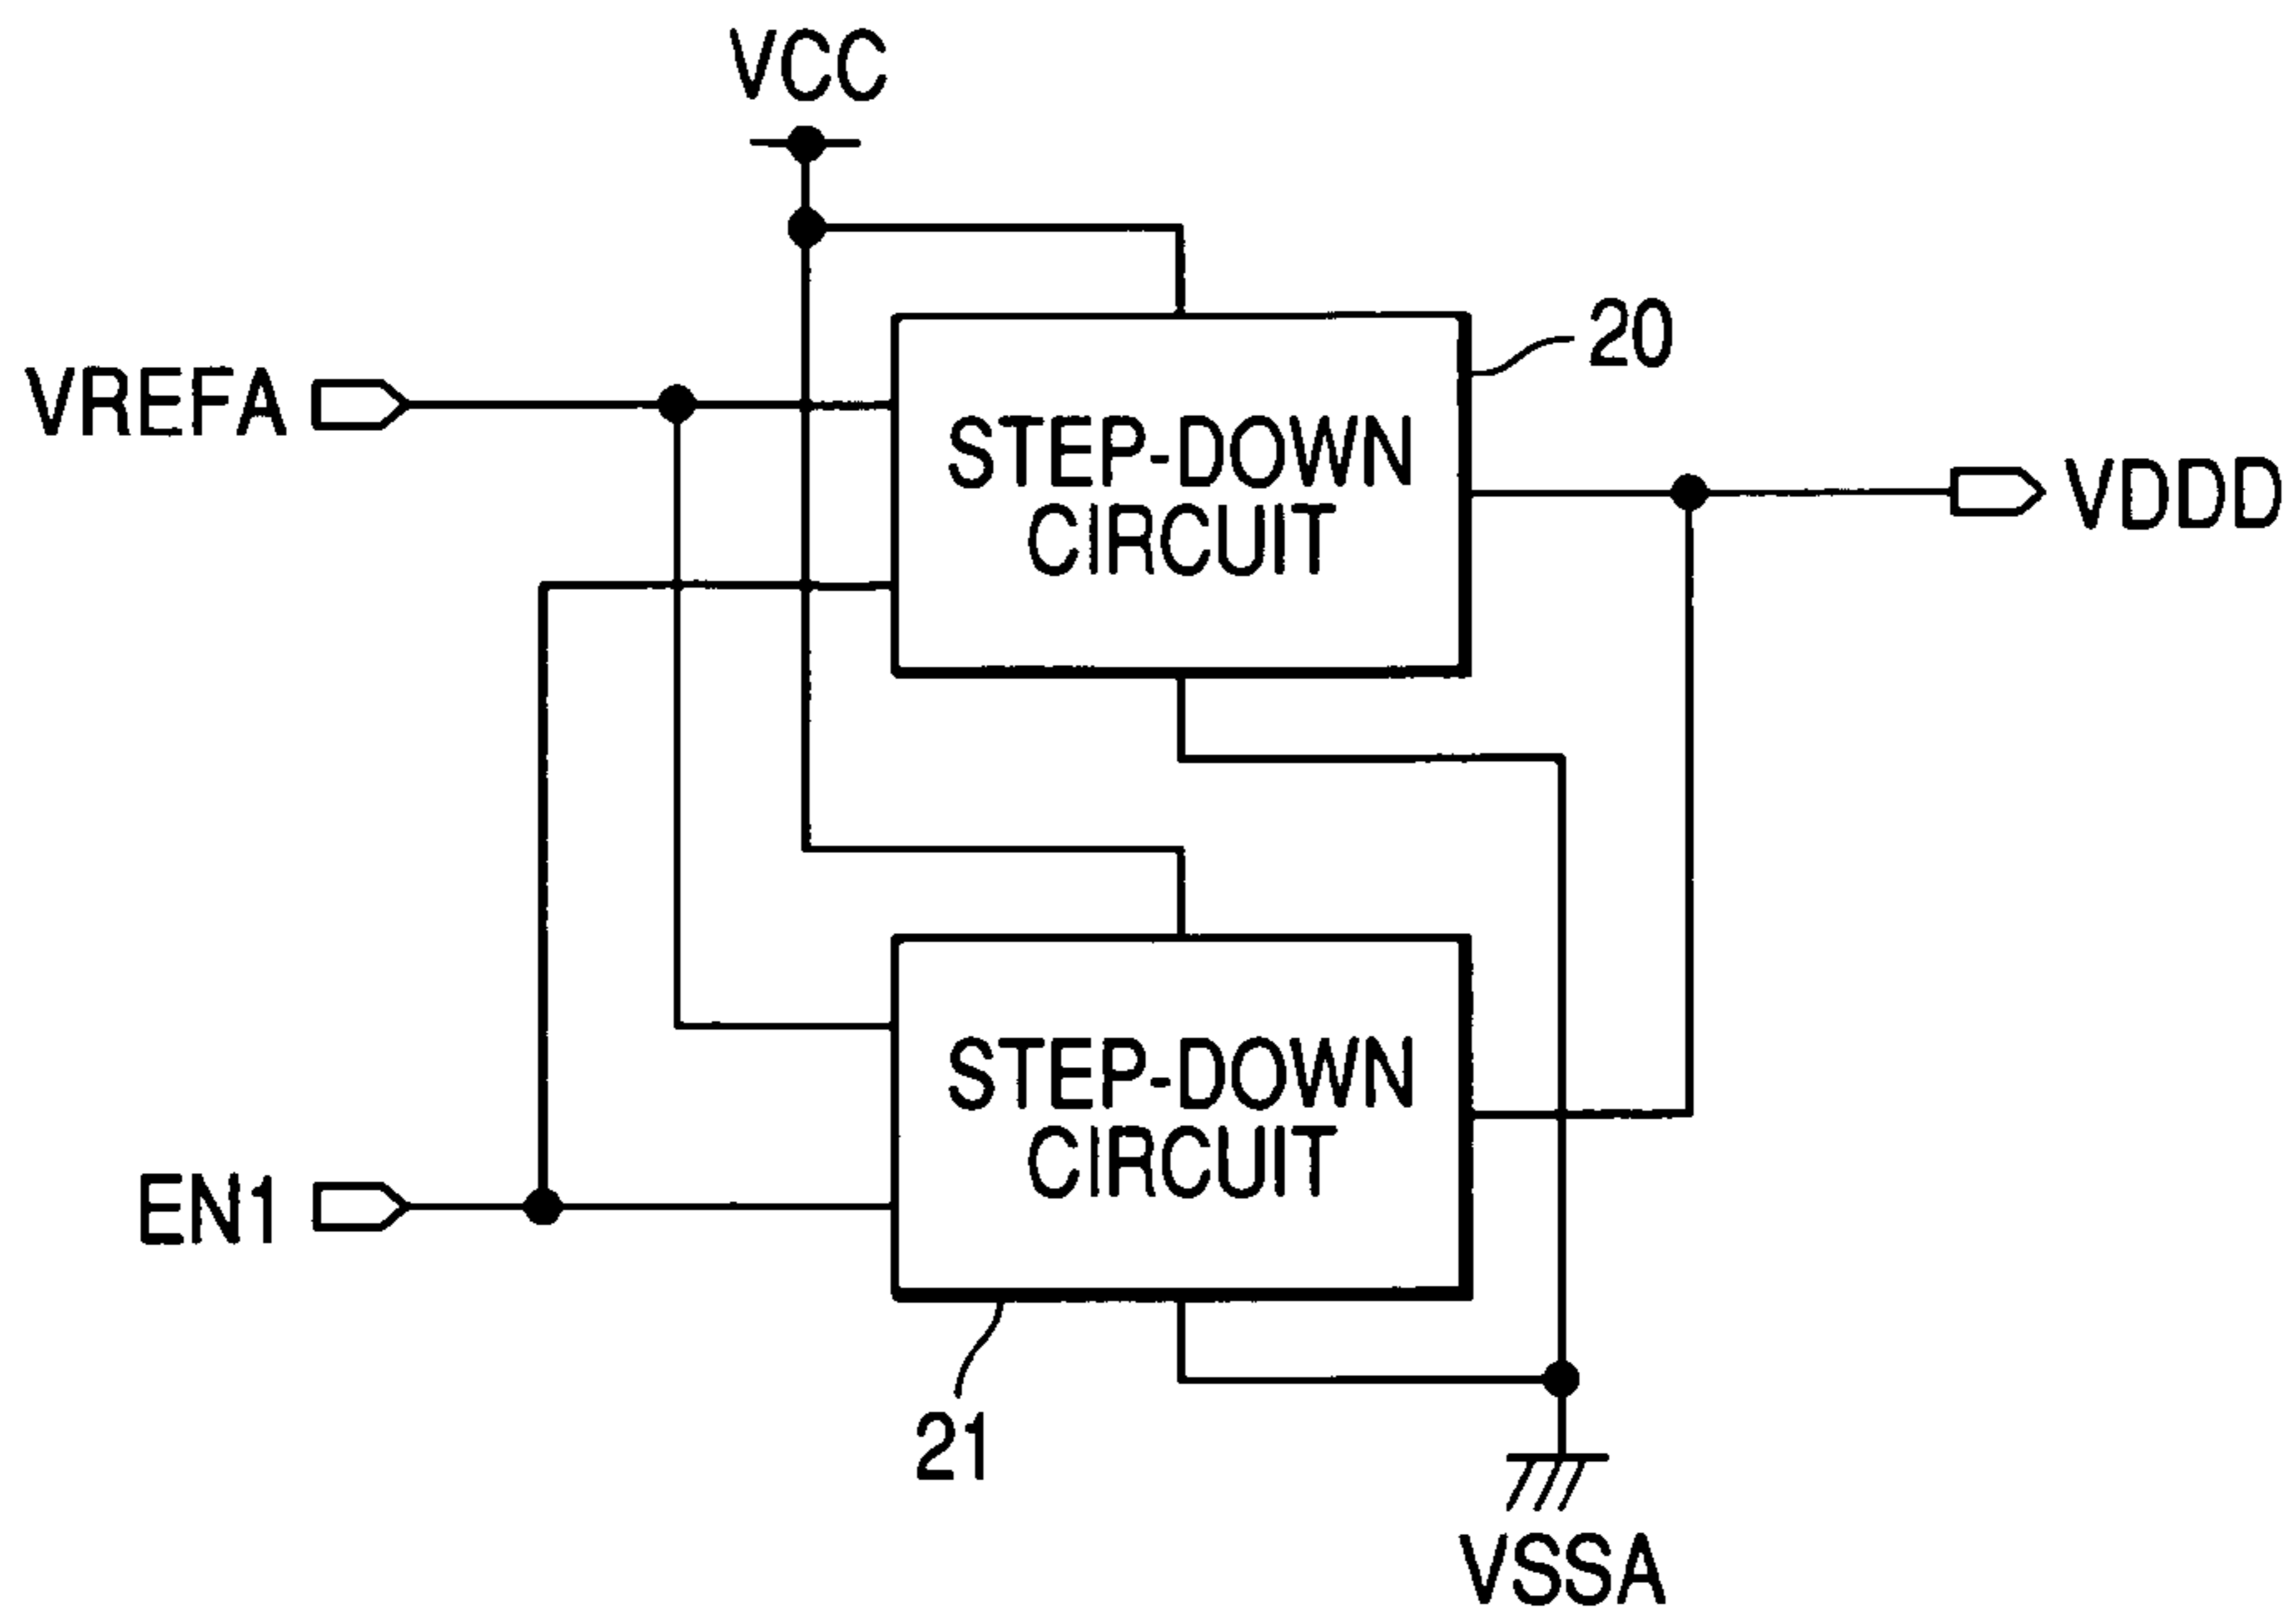 VCC
20
VREFA
STEP-DOWN
CIRCUIT
VDDD
STEP-DOWN
CIRCUIT
EN1
21
VSSA